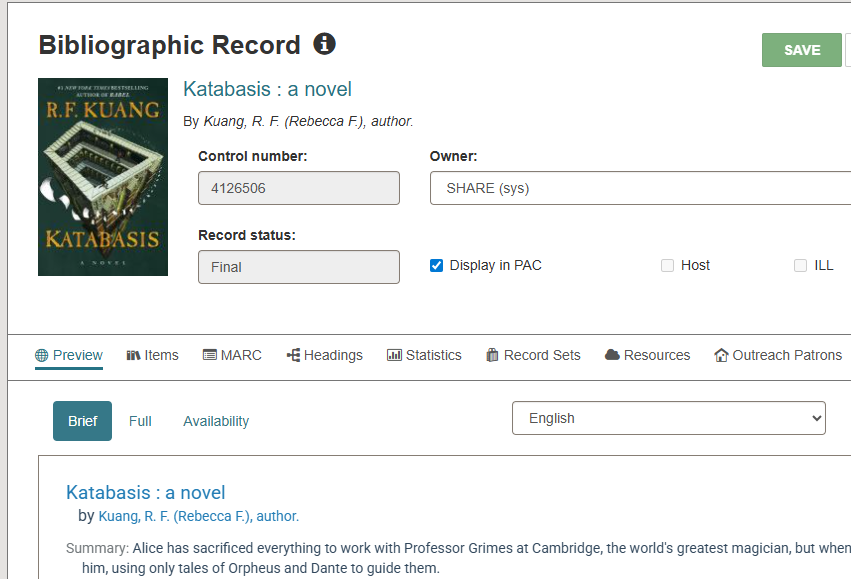 Bibliographic Record
SAVE
#1 NEW YORK TIMES BESTSELLING
AUTHOR OF BABEL
R.F. KUANG
KATABASIS
A NOVEL
Katabasis : a novel
By Kuang, R. F. (Rebecca F.), author.
Control number:
Owner:
4126506
SHARE (sys)
Record status:
Final
Display in PAC
Host
ILL
Preview
Items
MARC
Headings
Statistics
Record Sets
Resources
Outreach Patrons
Brief
Full
Availability
English
Katabasis : a novel
by Kuang, R. F. (Rebecca F.), author.
Summary: Alice has sacrificed everything to work with Professor Grimes at Cambridge, the world's greatest magician, but when
him, using only tales of Orpheus and Dante to guide them.